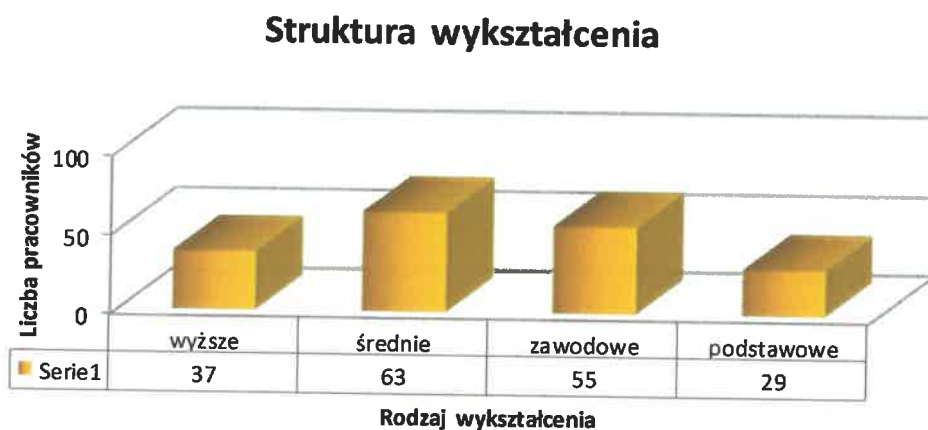 Struktura wykształcenia
Liczba pracowników
100
50
0
wyższe średnie zawodowe podstawowe
Serie1 37 63 55 29
Rodzaj wykształcenia